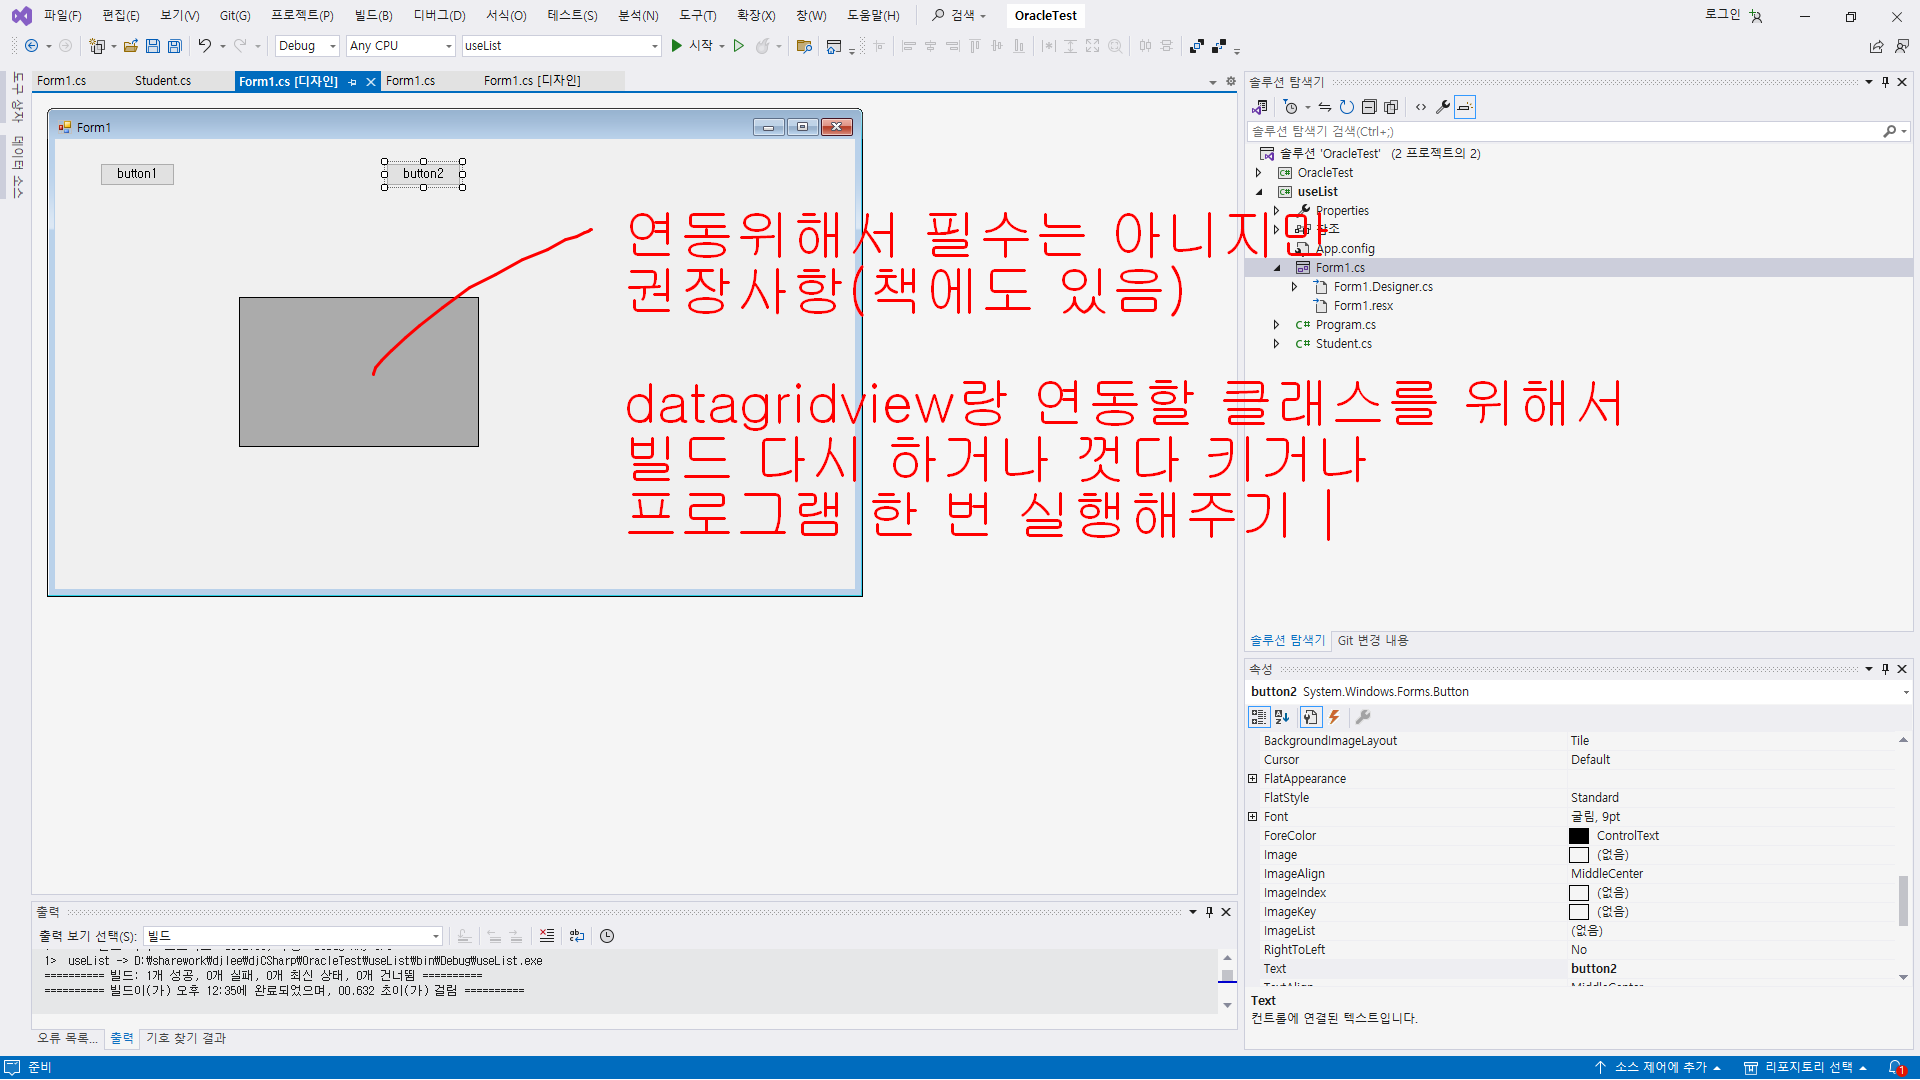 파일(F) 편집(E) 보기(V) Git(G) 프로젝트(P) 빌드(B) 디버그(D) 서식(O) 테스트(S) 분석(N) 도구(T) 확장(X) 창(W) 도움말(H) 검색 OracleTest 로그인
Debug Any CPU useList 시작
도구 상자
데이터 소스
Form1.cs Student.cs Form1.cs [디자인] Form1.cs Form1.cs [디자인]
Form1
button1 button2
연동위해서 필수는 아니지만
권장사항(책에도 있음)
datagridview랑 연동할 클래스를 위해서
빌드 다시 하거나 껏다 키거나
프로그램 한 번 실행해주기
솔루션 탐색기
솔루션 탐색기 검색(Ctrl+;)
솔루션 'OracleTest' (2 프로젝트의 2)
C# OracleTest
C# useList
Properties
참조
App.config
Form1.cs
Form1.Designer.cs
Form1.resx
C# Program.cs
C# Student.cs
솔루션 탐색기 Git 변경 내용
속성
button2 System.Windows.Forms.Button
BackgroundImageLayout Tile
Cursor Default
FlatAppearance
FlatStyle Standard
Font 굴림, 9pt
ForeColor ControlText
Image (없음)
ImageAlign MiddleCenter
ImageIndex (없음)
ImageKey (없음)
ImageList (없음)
RightToLeft No
Text button2
TextAlign MiddleCenter
Text
컨트롤에 연결된 텍스트입니다.
출력
출력 보기 선택(S): 빌드
1> useList -> D:\sharework\djlee\djCSharp\OracleTest\useList\bin\Debug\useList.exe
========== 빌드: 1개 성공, 0개 실패, 0개 최신 상태, 0개 건너뜀 ==========
========== 빌드이(가) 오후 12:35에 완료되었으며, 00.632 초이(가) 걸림 ==========
오류 목록... 출력 기호 찾기 결과
준비 소스 제어에 추가 리포지토리 선택 1